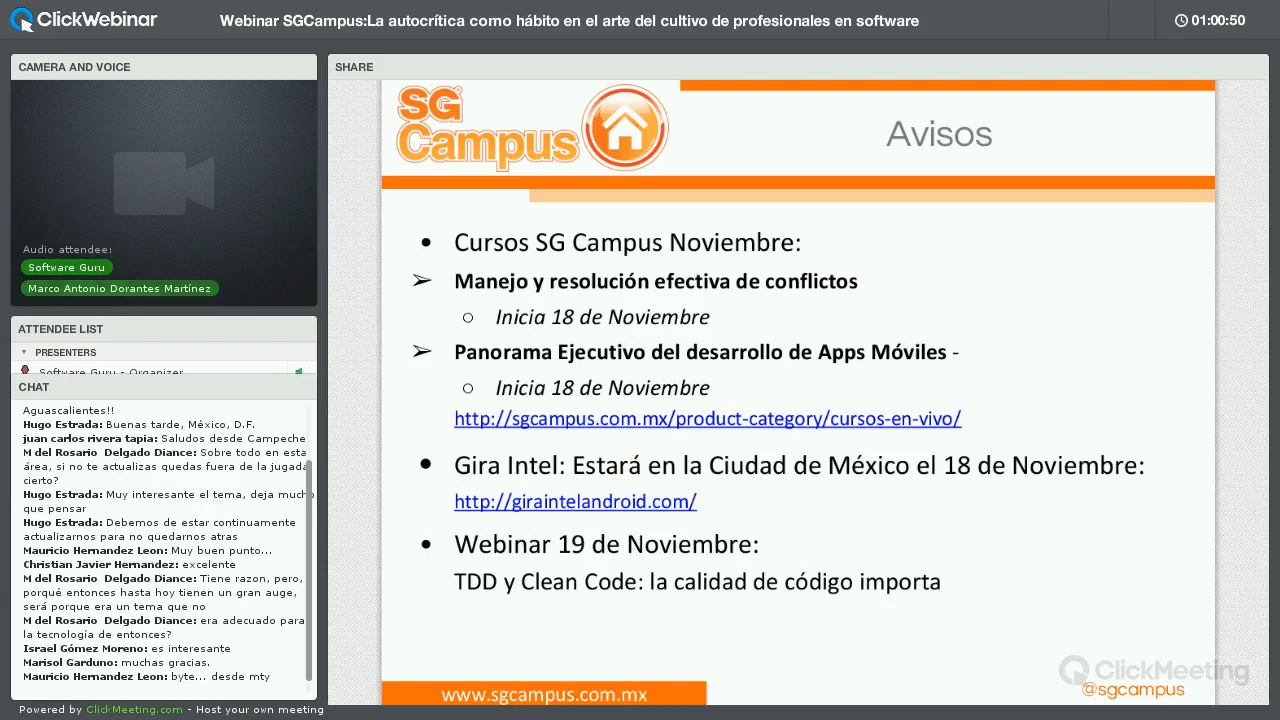 ClickWebinar
Webinar SGCampus:La autocrítica como hábito en el arte del cultivo de profesionales en software
01:00:50
CAMERA AND VOICE
Audio attendee:
Software Guru
Marco Antonio Dorantes Martínez
ATTENDEE LIST
PRESENTERS
Software Guru - Organizer
CHAT
Aguascalientes!!
Hugo Estrada: Buenas tarde, México, D.F.
juan carlos rivera tapia: Saludos desde Campeche
M del Rosario Delgado Diance: Sobre todo en esta
área, si no te actualizas quedas fuera de la jugada
cierto?
Hugo Estrada: Muy interesante el tema, deja mucho
que pensar
Hugo Estrada: Debemos de estar continuamente
actualizarnos para no quedarnos atras
Mauricio Hernandez Leon: Muy buen punto...
Christian Javier Hernandez: excelente
M del Rosario Delgado Diance: Tiene razon, pero,
porqué entonces hasta hoy tienen un gran auge,
será porque era un tema que no
M del Rosario Delgado Diance: era adecuado para
la tecnología de entonces?
Israel Gómez Moreno: es interesante
Marisol Garduno: muchas gracias.
Mauricio Hernandez Leon: byte... desde mty
Powered by ClickMeeting.com - Host your own meeting
SHARE
SG
Campus
Avisos
• Cursos SG Campus Noviembre:
➢ Manejo y resolución efectiva de conflictos
○ Inicia 18 de Noviembre
➢ Panorama Ejecutivo del desarrollo de Apps Móviles -
○ Inicia 18 de Noviembre
http://sgcampus.com.mx/product-category/cursos-en-vivo/
• Gira Intel: Estará en la Ciudad de México el 18 de Noviembre:
http://giraintelandroid.com/
• Webinar 19 de Noviembre:
TDD y Clean Code: la calidad de código importa
ClickMeeting
www.sgcampus.com.mx
@sgcampus